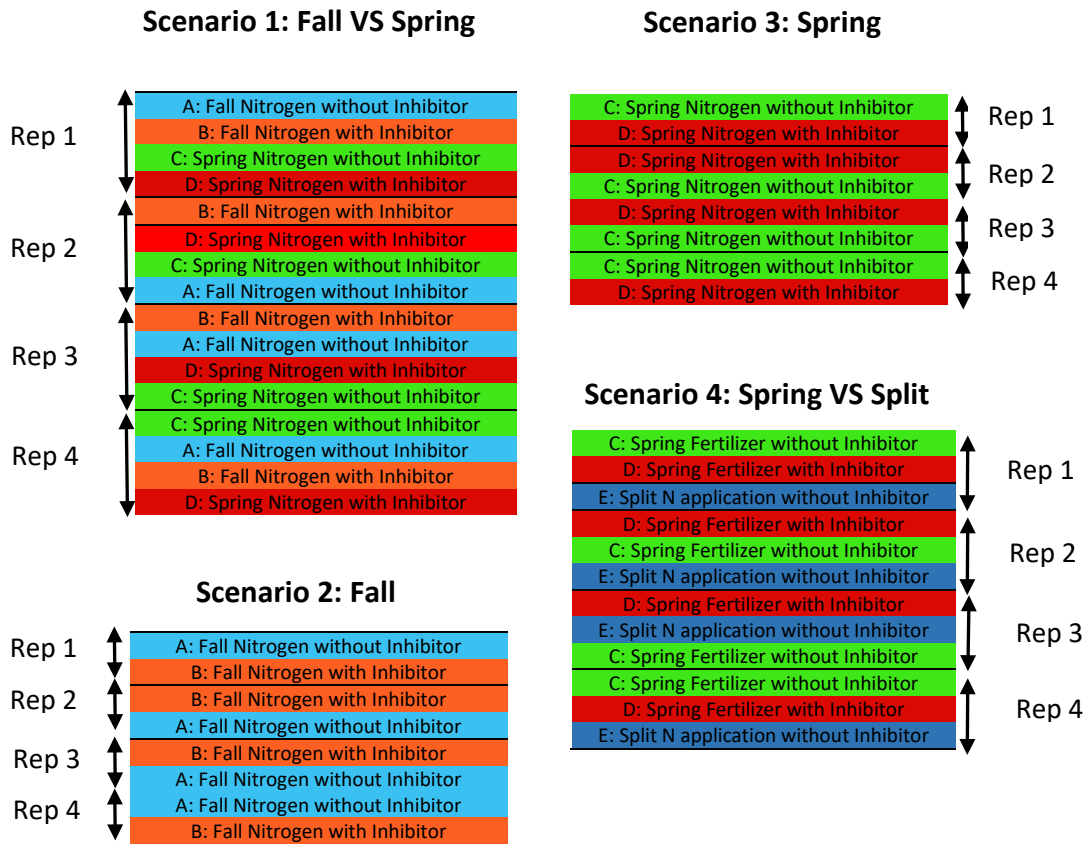 Scenario 1: Fall VS Spring
Rep 1
A: Fall Nitrogen without Inhibitor
B: Fall Nitrogen with Inhibitor
C: Spring Nitrogen without Inhibitor
D: Spring Nitrogen with Inhibitor
Rep 2
B: Fall Nitrogen with Inhibitor
D: Spring Nitrogen with Inhibitor
C: Spring Nitrogen without Inhibitor
A: Fall Nitrogen without Inhibitor
Rep 3
B: Fall Nitrogen with Inhibitor
A: Fall Nitrogen without Inhibitor
D: Spring Nitrogen with Inhibitor
C: Spring Nitrogen without Inhibitor
Rep 4
C: Spring Nitrogen without Inhibitor
A: Fall Nitrogen without Inhibitor
B: Fall Nitrogen with Inhibitor
D: Spring Nitrogen with Inhibitor
Scenario 2: Fall
Rep 1
A: Fall Nitrogen without Inhibitor
B: Fall Nitrogen with Inhibitor
Rep 2
B: Fall Nitrogen with Inhibitor
A: Fall Nitrogen without Inhibitor
Rep 3
B: Fall Nitrogen with Inhibitor
A: Fall Nitrogen without Inhibitor
Rep 4
A: Fall Nitrogen without Inhibitor
B: Fall Nitrogen with Inhibitor
Scenario 3: Spring
C: Spring Nitrogen without Inhibitor
D: Spring Nitrogen with Inhibitor
Rep 1
D: Spring Nitrogen with Inhibitor
C: Spring Nitrogen without Inhibitor
Rep 2
D: Spring Nitrogen with Inhibitor
C: Spring Nitrogen without Inhibitor
Rep 3
C: Spring Nitrogen without Inhibitor
D: Spring Nitrogen with Inhibitor
Rep 4
Scenario 4: Spring VS Split
C: Spring Fertilizer without Inhibitor
D: Spring Fertilizer with Inhibitor
E: Split N application without Inhibitor
Rep 1
D: Spring Fertilizer with Inhibitor
C: Spring Fertilizer without Inhibitor
E: Split N application without Inhibitor
Rep 2
D: Spring Fertilizer with Inhibitor
E: Split N application without Inhibitor
C: Spring Fertilizer without Inhibitor
Rep 3
C: Spring Fertilizer without Inhibitor
D: Spring Fertilizer with Inhibitor
E: Split N application without Inhibitor
Rep 4